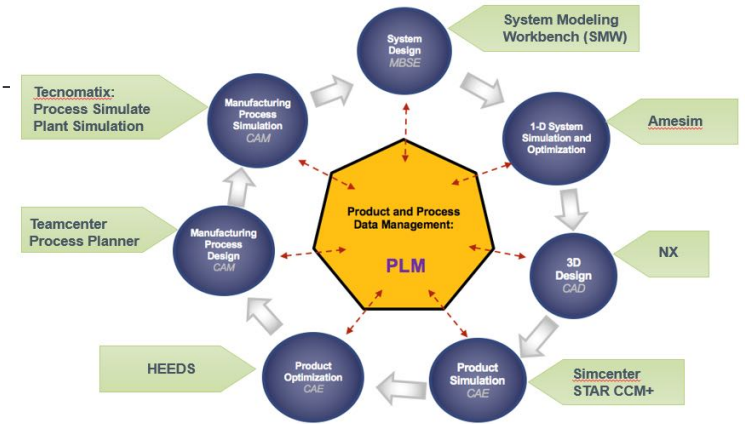 System Modeling
Workbench (SMW)
System
Design
MBSE
Tecnomatix:
Process Simulate
Plant Simulation
Manufacturing
Process
Simulation
CAM
1-D System
Simulation and
Optimization
Amesim
Product and Process
Data Management:
PLM
Teamcenter
Process Planner
Manufacturing
Process
Design
CAM
3D
Design
CAD
NX
HEEDS
Product
Optimization
CAE
Product
Simulation
CAE
Simcenter
STAR CCM+